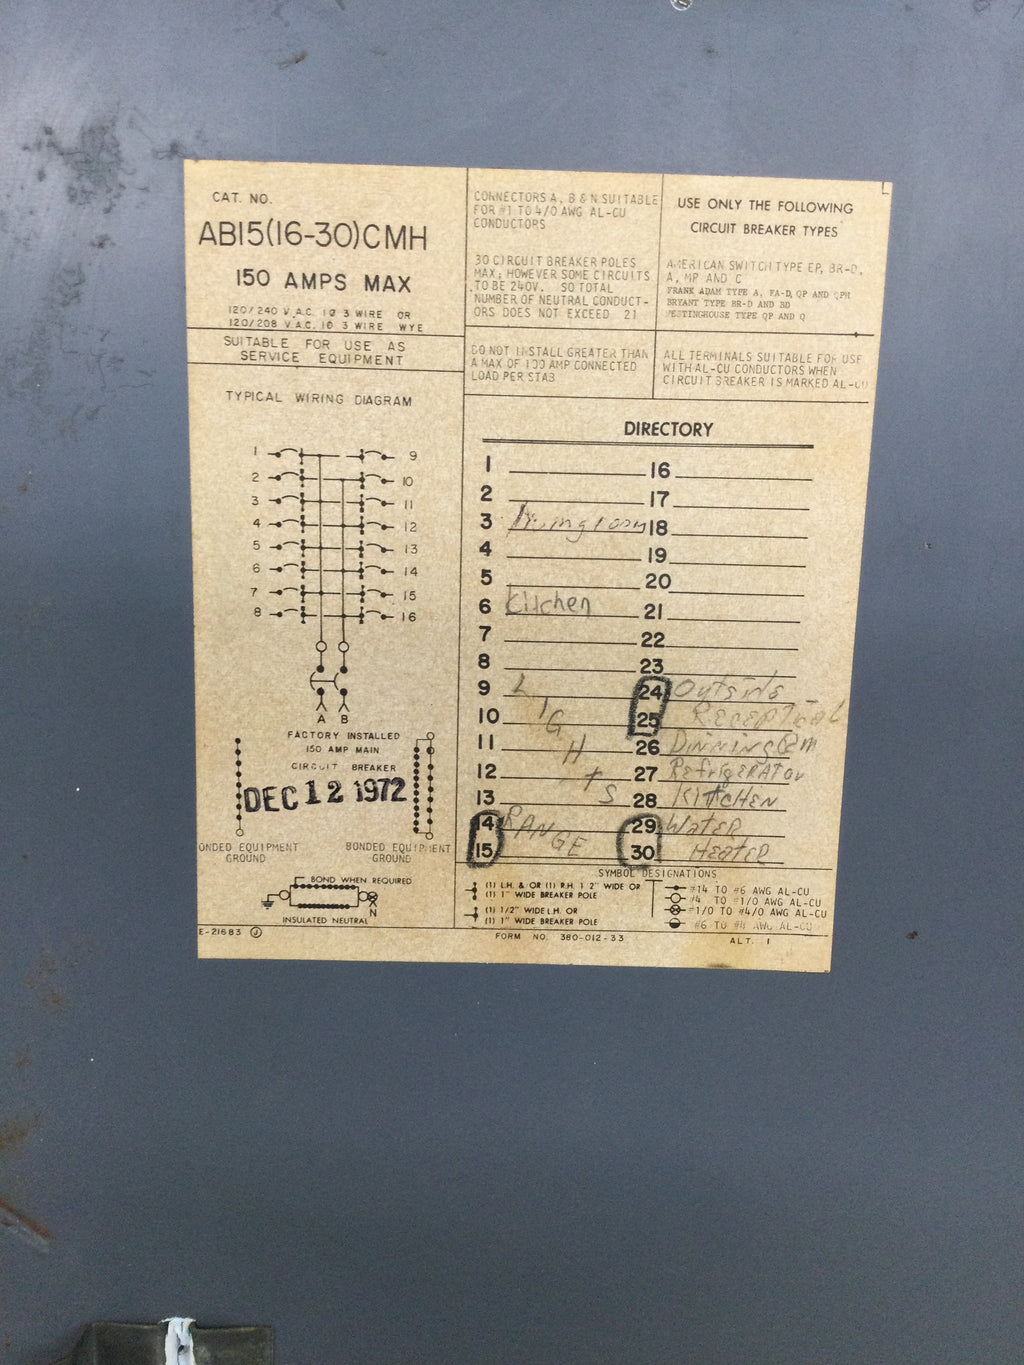 CAT. NO.
AB15(16-30)CMH
150 AMPS MAX
120/240 V.A.C. 1Ø 3 WIRE OR
120/208 V.A.C. 1Ø 3 WIRE WYE
SUITABLE FOR USE AS
SERVICE EQUIPMENT
CONNECTORS A, B & N SUITABLE
FOR #1 TO 4/0 AWG AL-CU
CONDUCTORS
30 CIRCUIT BREAKER POLES
MAX; HOWEVER SOME CIRCUITS
TO BE 240V. SO TOTAL
NUMBER OF NEUTRAL CONDUCT-
ORS DOES NOT EXCEED 21
USE ONLY THE FOLLOWING
CIRCUIT BREAKER TYPES
AMERICAN SWITCH TYPE EP, BR-D,
A, MP AND C
FRANK ADAM TYPE A, FA-D, QP AND QPH
BRYANT TYPE BR-D AND BD
WESTINGHOUSE TYPE QP AND Q
DO NOT INSTALL GREATER THAN
A MAX OF 100 AMP CONNECTED
LOAD PER STAB
ALL TERMINALS SUITABLE FOR USE
WITH AL-CU CONDUCTORS WHEN
CIRCUIT BREAKER IS MARKED AL-CU
TYPICAL WIRING DIAGRAM
1 9
2 10
3 11
4 12
5 13
6 14
7 15
8 16
A B
FACTORY INSTALLED
150 AMP MAIN
CIRCUIT BREAKER
DEC 12 1972
ONDED EQUIPMENT
GROUND
BONDED EQUIPMENT
GROUND
BOND WHEN REQUIRED
N
INSULATED NEUTRAL
E-21683 J
DIRECTORY
1 16
2 17
3 18
4 19
5 20
6 Kitchen 21
7 22
8 23
9 LIGHTS 24 Outside
10 25 RECEPTICAL
11 26 DINNING RM
12 27 REfrigERATOr
13 28 KITCHEN
14 RANGE 29 WATER
15 30 HEATER
SYMBOL DESIGNATIONS
(1) L.H. & OR (1) R.H. 1/2" WIDE OR
(1) 1" WIDE BREAKER POLE
(1) 1/2" WIDE L.H. OR
(1) 1" WIDE BREAKER POLE
#14 TO #6 AWG AL-CU
#4 TO #1/0 AWG AL-CU
#1/0 TO #4/0 AWG AL-CU
FORM NO. 380-012-33
ALT. 1